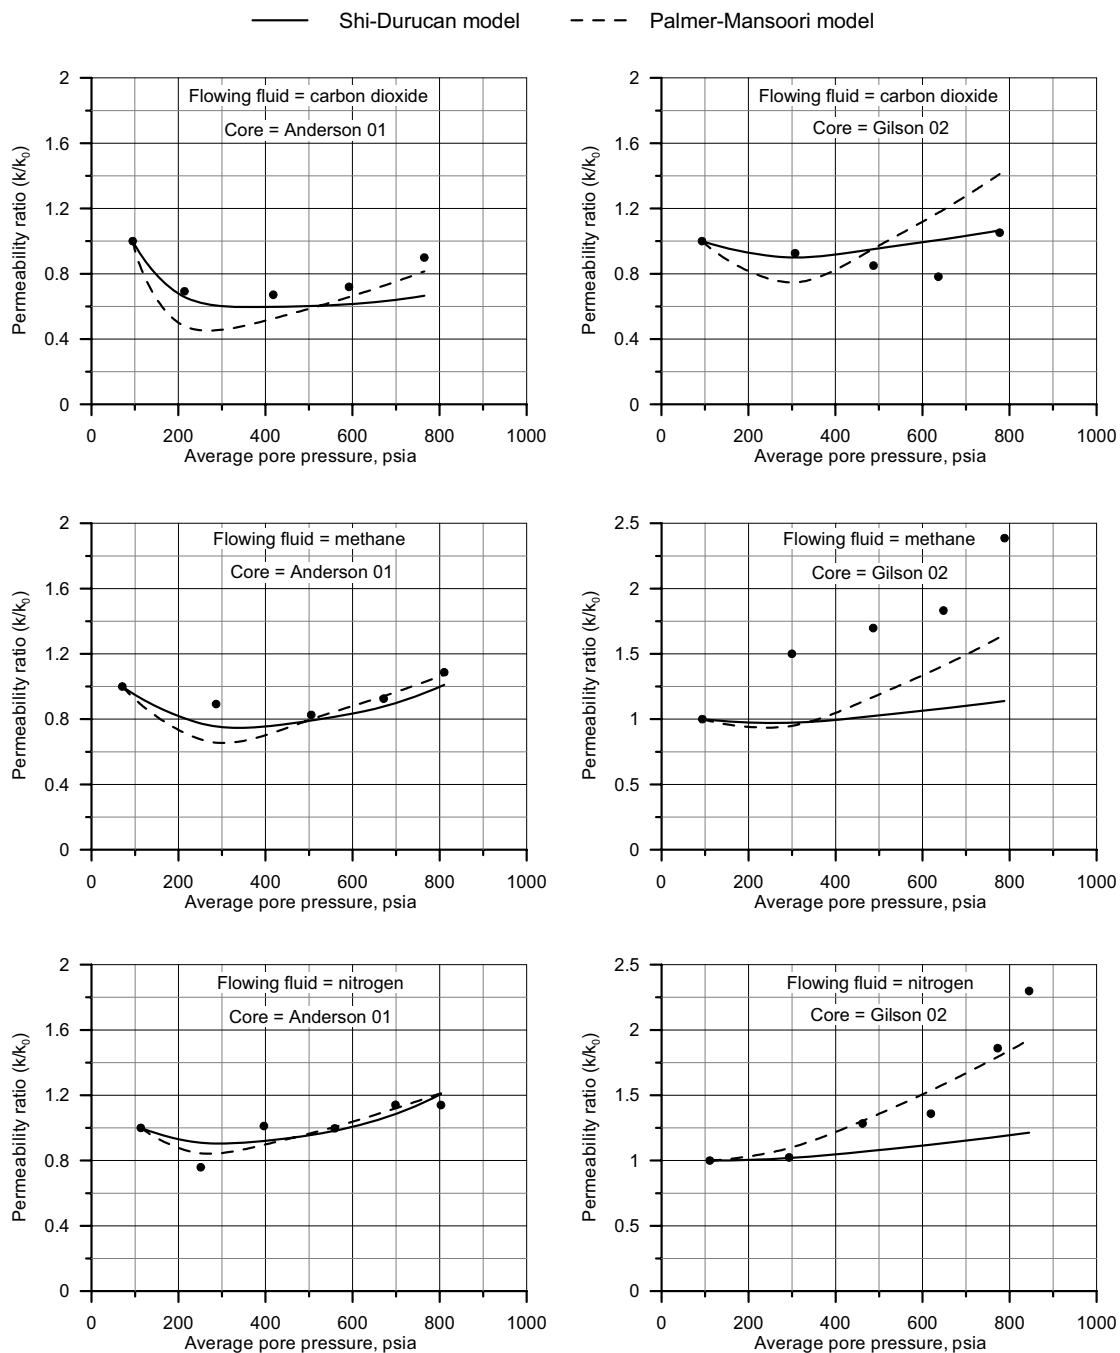 Shi-Durucan model
Palmer-Mansoori model
Flowing fluid = carbon dioxide
Core = Anderson 01
Permeability ratio (k/k0)
2
1.6
1.2
0.8
0.4
0
0 200 400 600 800 1000
Average pore pressure, psia
Flowing fluid = carbon dioxide
Core = Gilson 02
Permeability ratio (k/k0)
2
1.6
1.2
0.8
0.4
0
0 200 400 600 800 1000
Average pore pressure, psia
Flowing fluid = methane
Core = Anderson 01
Permeability ratio (k/k0)
2
1.6
1.2
0.8
0.4
0
0 200 400 600 800 1000
Average pore pressure, psia
Flowing fluid = methane
Core = Gilson 02
Permeability ratio (k/k0)
2.5
2
1.5
1
0.5
0
0 200 400 600 800 1000
Average pore pressure, psia
Flowing fluid = nitrogen
Core = Anderson 01
Permeability ratio (k/k0)
2
1.6
1.2
0.8
0.4
0
0 200 400 600 800 1000
Average pore pressure, psia
Flowing fluid = nitrogen
Core = Gilson 02
Permeability ratio (k/k0)
2.5
2
1.5
1
0.5
0
0 200 400 600 800 1000
Average pore pressure, psia